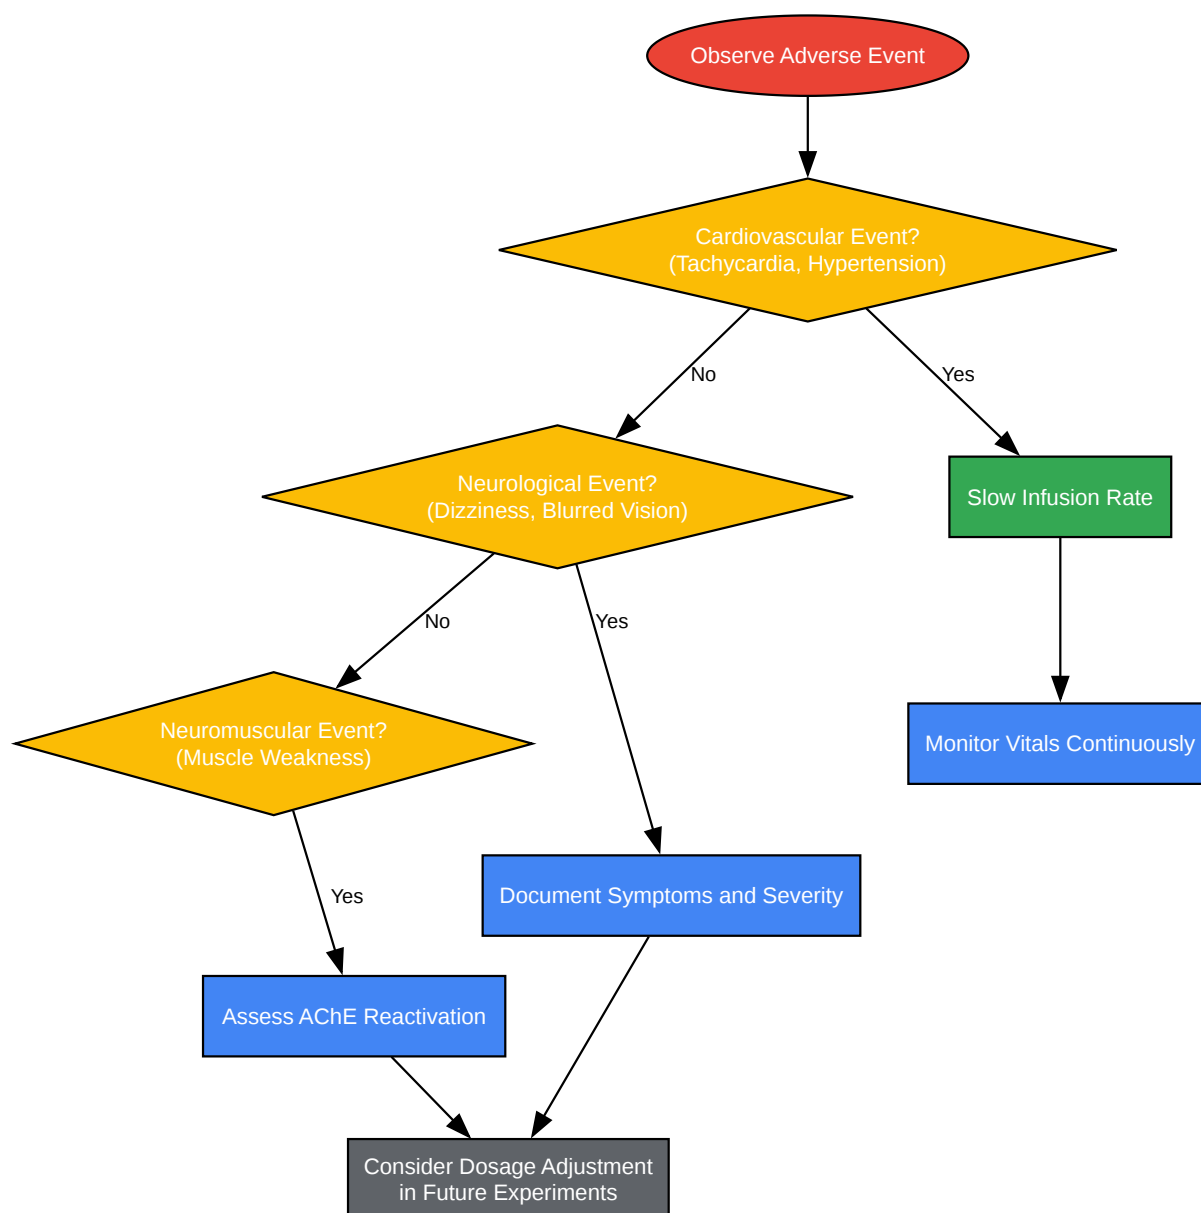 Observe Adverse Event
Cardiovascular Event?
(Tachycardia, Hypertension)
No
Yes
Neurological Event?
(Dizziness, Blurred Vision)
Slow Infusion Rate
No
Yes
Neuromuscular Event?
(Muscle Weakness)
Monitor Vitals Continuously
Yes
Document Symptoms and Severity
Assess AChE Reactivation
Consider Dosage Adjustment
in Future Experiments